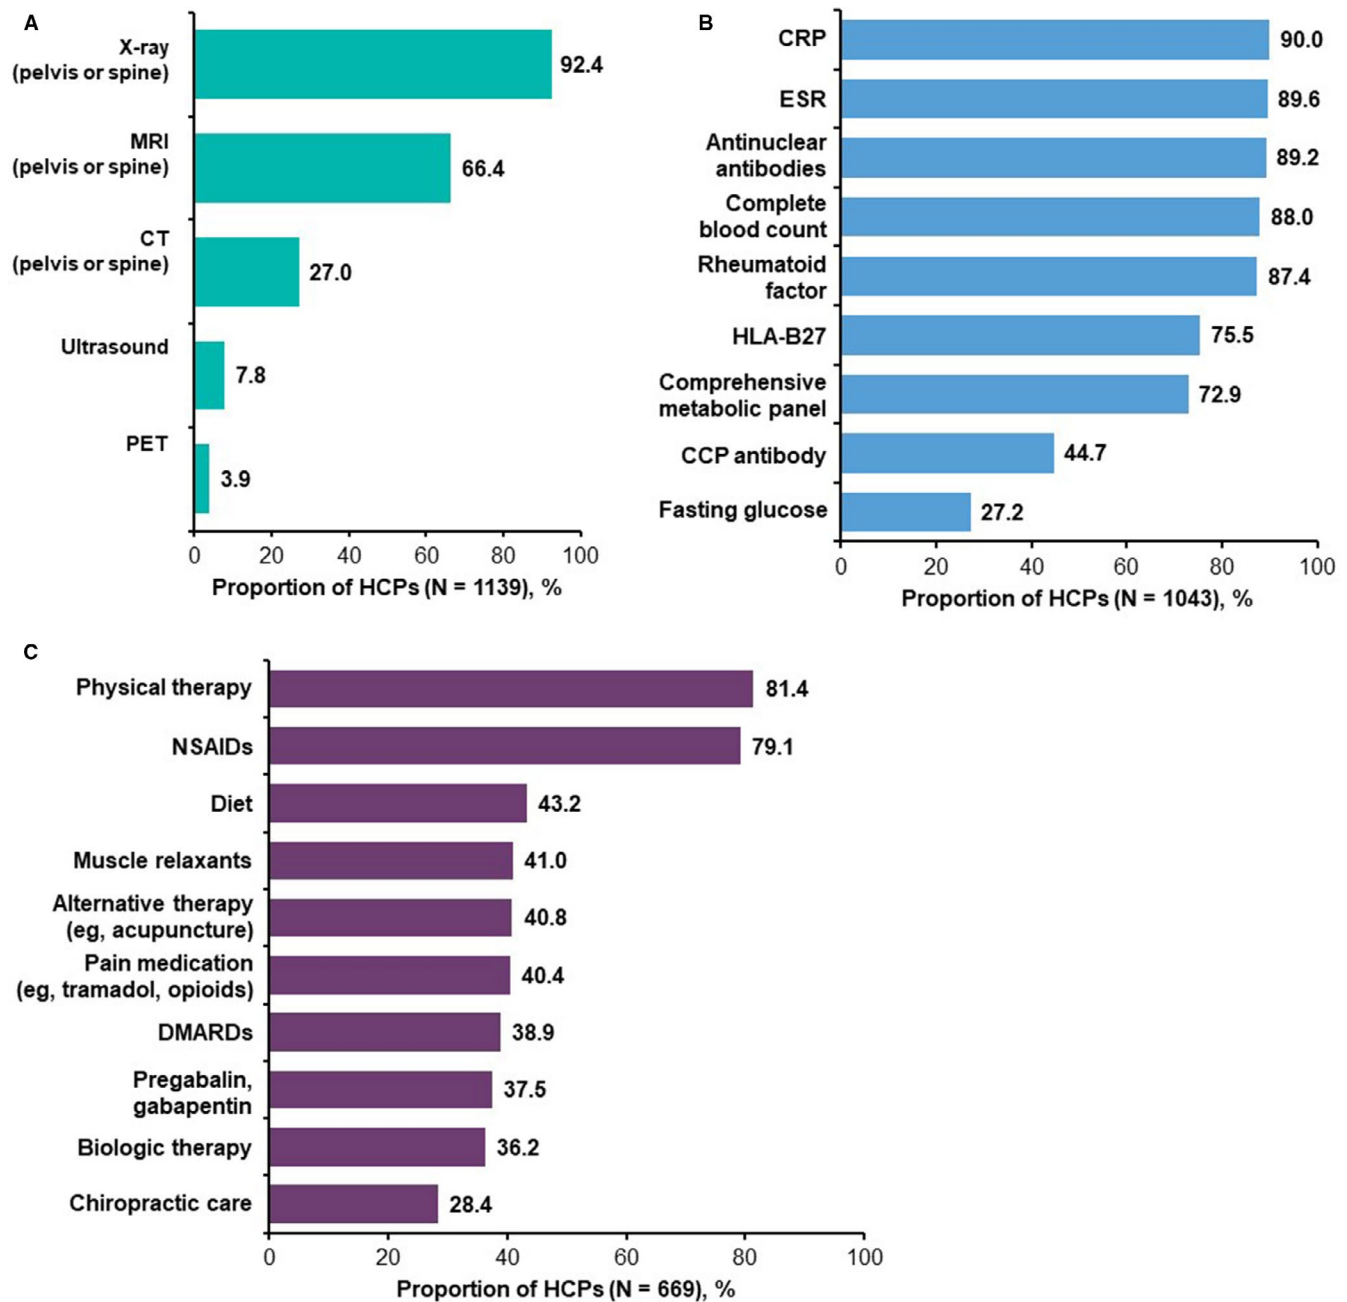 A
X-ray
(pelvis or spine)
92.4
MRI
(pelvis or spine)
66.4
CT
(pelvis or spine)
27.0
Ultrasound
7.8
PET
3.9
0 20 40 60 80 100
Proportion of HCPs (N = 1139), %
B
CRP
90.0
ESR
89.6
Antinuclear
antibodies
89.2
Complete
blood count
88.0
Rheumatoid
factor
87.4
HLA-B27
75.5
Comprehensive
metabolic panel
72.9
CCP antibody
44.7
Fasting glucose
27.2
0 20 40 60 80 100
Proportion of HCPs (N = 1043), %
C
Physical therapy
81.4
NSAIDs
79.1
Diet
43.2
Muscle relaxants
41.0
Alternative therapy
(eg, acupuncture)
40.8
Pain medication
(eg, tramadol, opioids)
40.4
DMARDs
38.9
Pregabalin,
gabapentin
37.5
Biologic therapy
36.2
Chiropractic care
28.4
0 20 40 60 80 100
Proportion of HCPs (N = 669), %